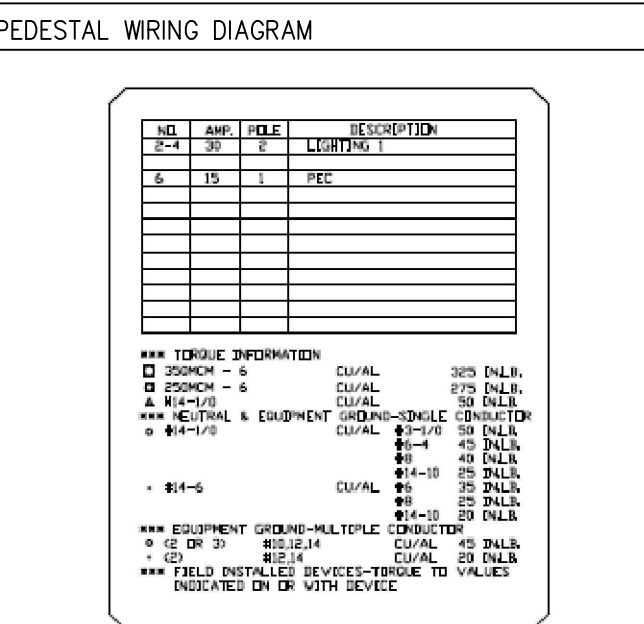 PEDESTAL WIRING DIAGRAM
NO. AMP. POLE DESCRIPTION
2-4 30 2 LIGHTING 1
6 15 1 PEC
*** TORQUE INFORMATION
350MCM - 6 CU/AL 325 IN.LB.
250MCM - 6 CU/AL 275 IN.LB.
#14-1/0 CU/AL 50 IN.LB.
*** NEUTRAL & EQUIPMENT GROUND-SINGLE CONDUCTOR
#14-1/0 CU/AL #3-1/0 50 IN.LB.
#6-4 45 IN.LB.
#8 40 IN.LB.
#14-10 25 IN.LB.
#14-6 CU/AL #6 35 IN.LB.
#8 25 IN.LB.
#14-10 20 IN.LB.
*** EQUIPMENT GROUND-MULTIPLE CONDUCTOR
(2 OR 3) #10,12,14 CU/AL 45 IN.LB.
(2) #12,14 CU/AL 20 IN.LB.
*** FIELD INSTALLED DEVICES-TORQUE TO VALUES
INDICATED ON OR WITH DEVICE